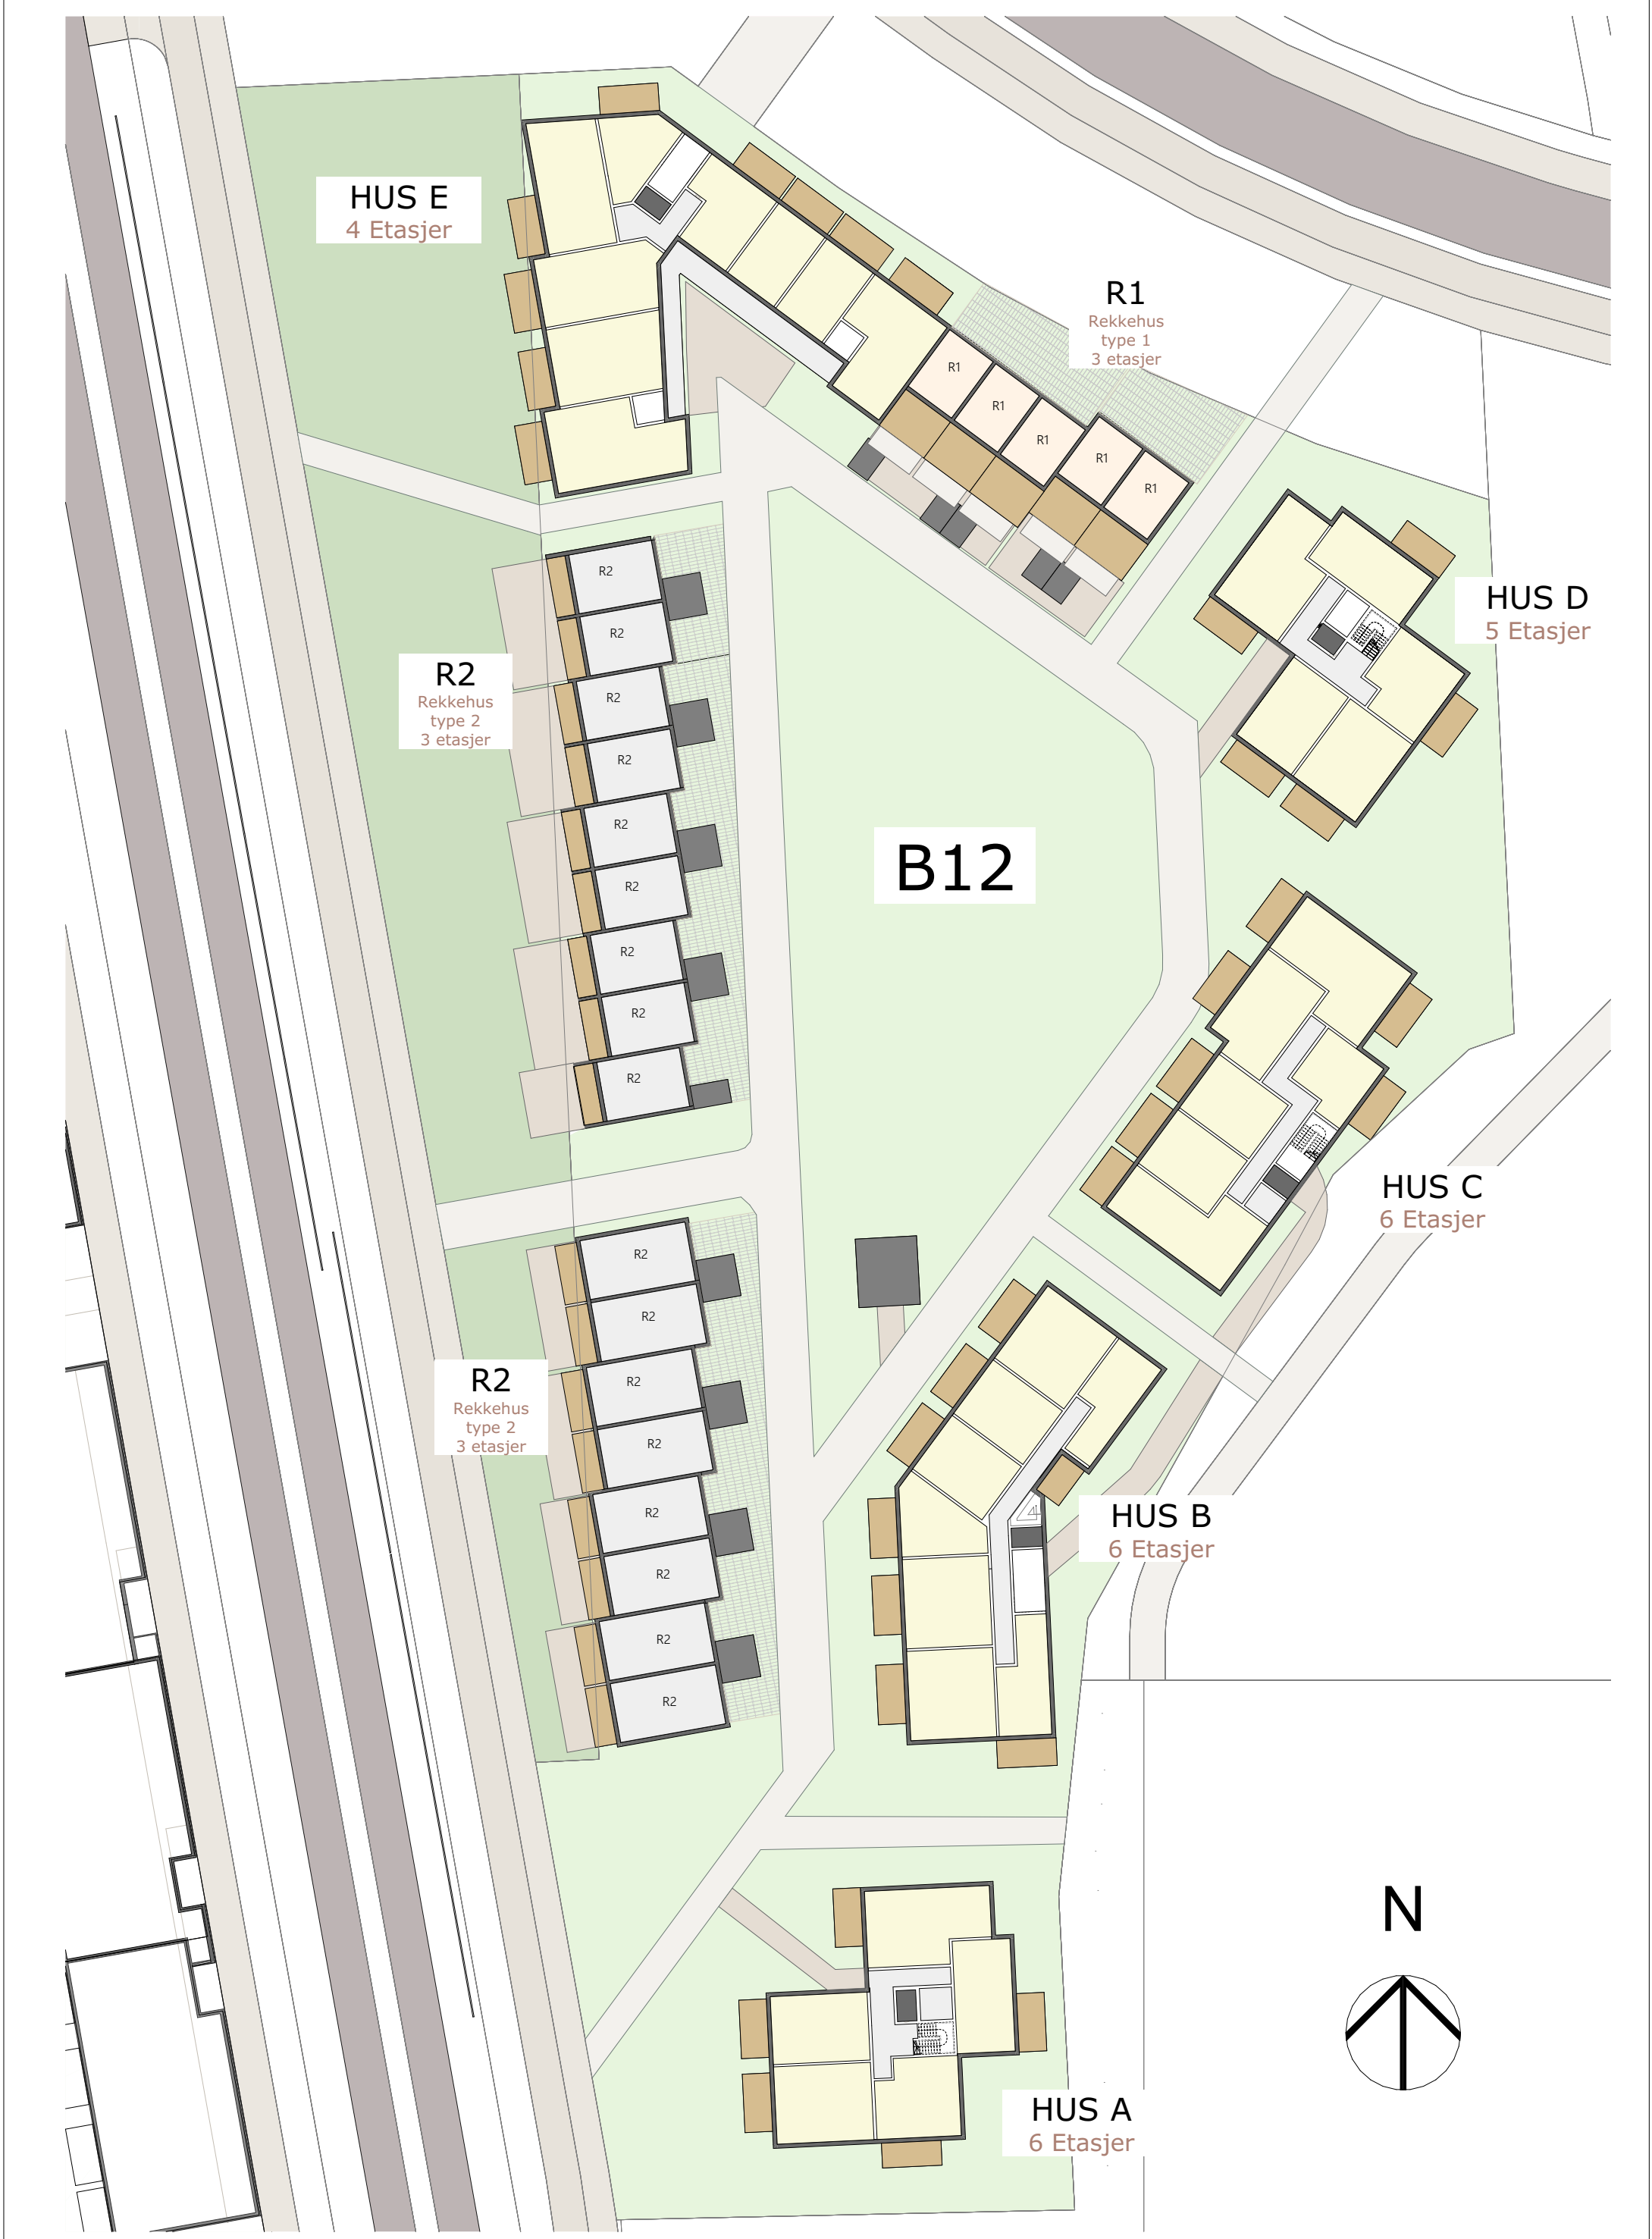 HUS E
4 Etasjer
R1
Rekkehus
type 1
3 etasjer
R1
R1
R1
R1
R1
HUS D
5 Etasjer
R2
Rekkehus
type 2
3 etasjer
R2
R2
R2
R2
R2
R2
R2
R2
R2
B12
HUS C
6 Etasjer
R2
Rekkehus
type 2
3 etasjer
R2
R2
R2
R2
R2
R2
R2
R2
HUS B
6 Etasjer
N
HUS A
6 Etasjer